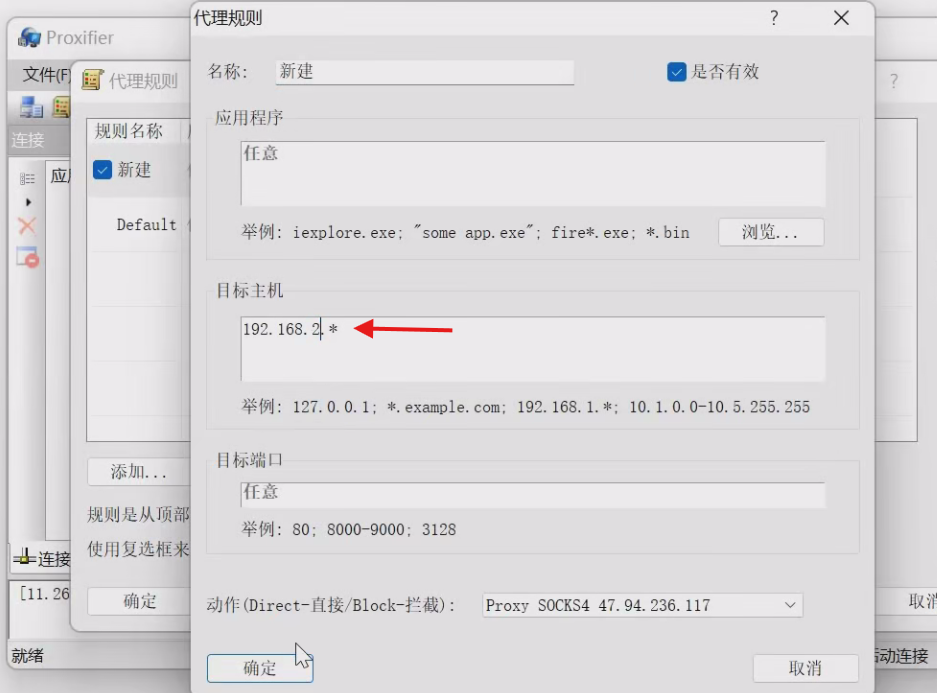 代理规则
?
Proxifier
文件(F)
代理规则
?
名称:
新建
是否有效
连接
规则名称
应用程序
应
任意
新建
Default
举例: iexplore.exe; "some app.exe"; fire*.exe; *.bin
浏览...
目标主机
192.168.2.*
举例: 127.0.0.1; *.example.com; 192.168.1.*; 10.1.0.0-10.5.255.255
目标端口
添加...
任意
规则是从顶部
举例: 80; 8000-9000; 3128
使用复选框来
连接
[11.26
确定
动作(Direct-直接/Block-拦截):
Proxy SOCKS4 47.94.236.117
取消
就绪
确定
取消
活动连接